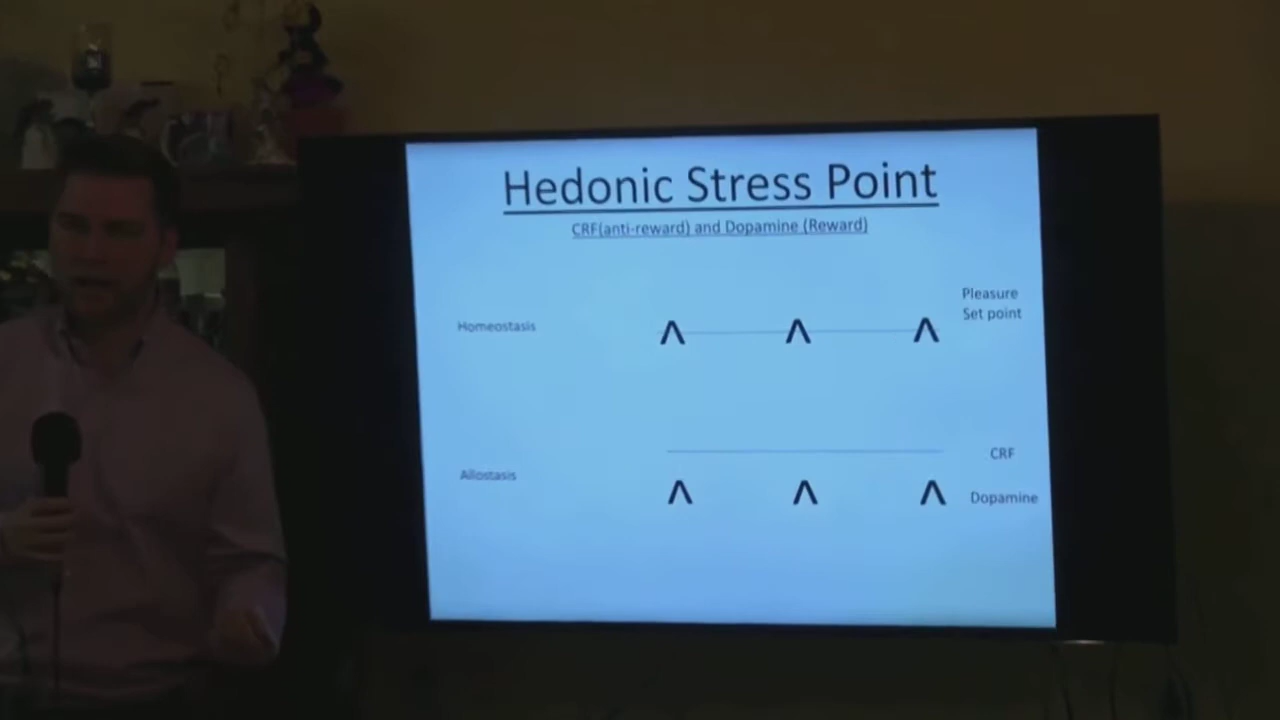 Hedonic Stress Point
CRF(anti-reward) and Dopamine (Reward)
Pleasure
Set point
Homeostasis
CRF
Allostasis
Dopamine